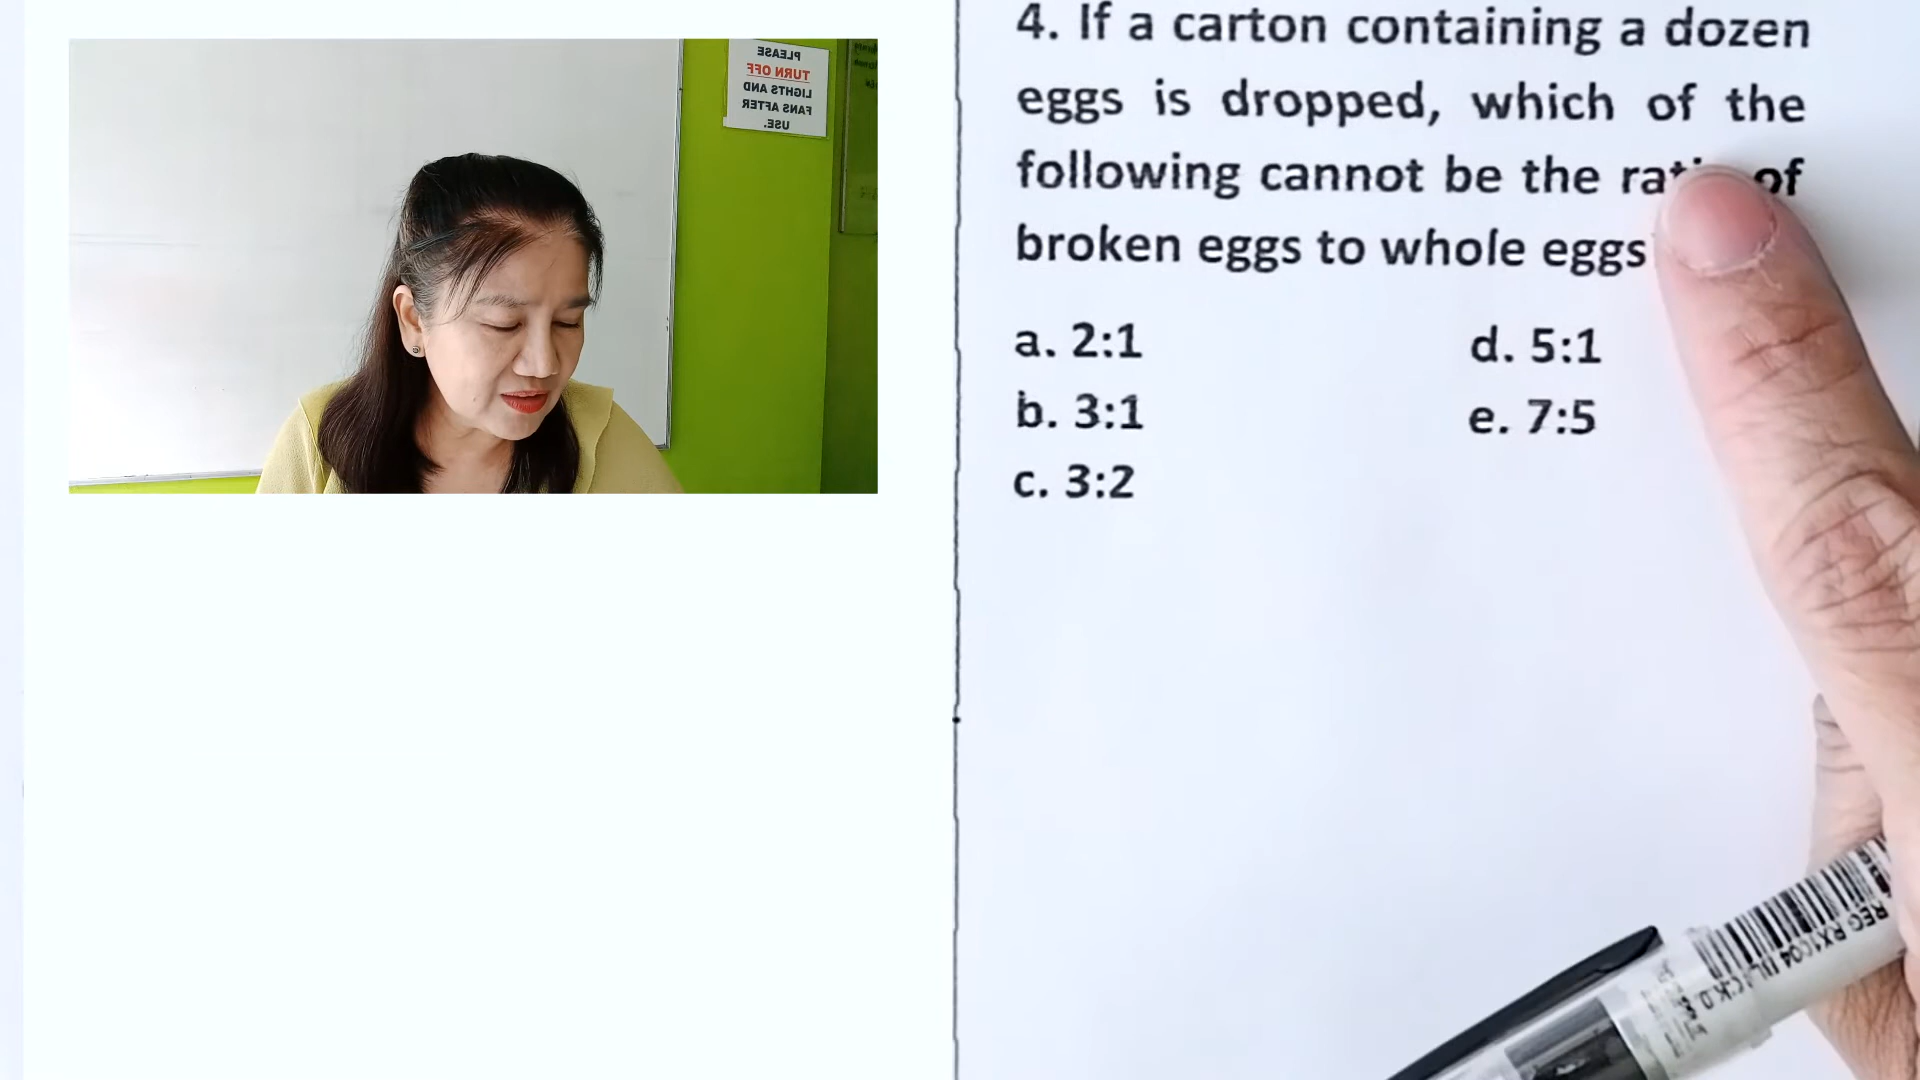 PLEASE
TURN OFF
LIGHTS AND
FANS AFTER
USE.
4. If a carton containing a dozen
eggs is dropped, which of the
following cannot be the ratio of
broken eggs to whole eggs
a. 2:1
b. 3:1
c. 3:2
d. 5:1
e. 7:5